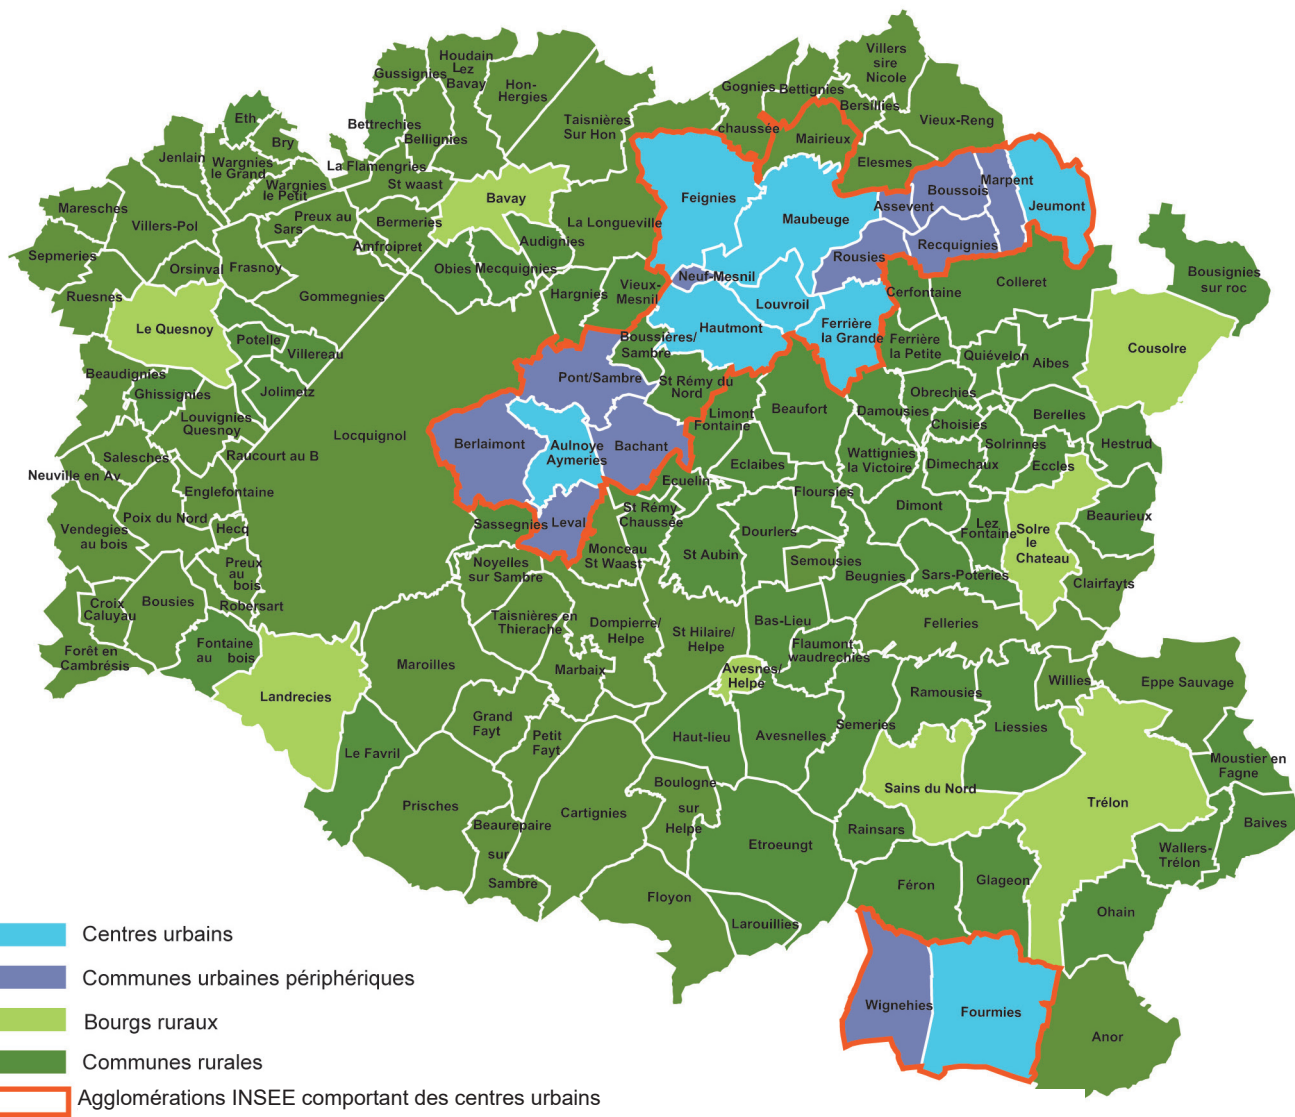 Villers
sire
Nicole
Houdain
Lez
Bavay
Gussignies
Hon-
Hergies
Gognies
chaussée
Bettignies
Bersillies
Vieux-Reng
Taisnières
Sur Hon
Mairieux
Elesmes
Eth
Bry
Bettrechies
Bellignies
Jenlain
Wargnies
le Grand
La Flamengries
St waast
Wargnies
le Petit
Bavay
Feignies
Maubeuge
Assevent
Boussois
Marpent
Jeumont
Maresches
Villers-Pol
Preux au
Sars
Bermeries
Amfroipret
La Longueville
Audignies
Recquignies
Rousies
Sepmeries
Orsinval
Frasnoy
Obies
Mecquignies
Neuf-Mesnil
Bousignies
sur roc
Ruesnes
Gommegnies
Hargnies
Vieux-
Mesnil
Louvroil
Cerfontaine
Colleret
Le Quesnoy
Hautmont
Ferrière
la Grande
Potelle
Villereau
Boussières/
Sambre
Ferrière
la Petite
Quiévelon
Aibes
Cousolre
Beaudignies
Ghissignies
Jolimetz
Pont/Sambre
St Rémy du
Nord
Obrechies
Louvignies
Quesnoy
Limont
Fontaine
Beaufort
Damousies
Choisies
Berelles
Locquignol
Berlaimont
Aulnoye
Aymeries
Bachant
Solrinnes
Hestrud
Salesches
Raucourt au B
Wattignies
la Victoire
Dimechaux
Eccles
Neuville en Av
Eclaibes
Englefontaine
Ecuelin
Floursies
Dimont
Beaurieux
Poix du Nord
Vendegies
au bois
Hecq
Sassegnies
Leval
St Rémy
Chaussée
Dourlers
Lez
Fontaine
Solre
le
Chateau
Monceau
St Waast
St Aubin
Semousies
Preux
au
bois
Noyelles
sur Sambre
Beugnies
Sars-Poteries
Clairfayts
Croix
Caluyau
Bousies
Robersart
Taisnières en
Thierache
Dompierre/
Helpe
St Hilaire/
Helpe
Bas-Lieu
Felleries
Fontaine
au bois
Flaumont
waudrechies
Forêt en
Cambrésis
Maroilles
Marbaix
Avesnes/
Helpe
Willies
Eppe Sauvage
Landrecies
Ramousies
Grand
Fayt
Petit
Fayt
Semeries
Liessies
Le Favril
Haut-lieu
Avesnelles
Moustier en
Fagne
Boulogne
sur
Helpe
Sains du Nord
Prisches
Cartignies
Trélon
Beaurepaire
sur
Sambre
Rainsars
Baives
Etroeungt
Wallers-
Trélon
Floyon
Féron
Glageon
Larouillies
Ohain
Wignehies
Fourmies
Anor
Centres urbains
Communes urbaines périphériques
Bourgs ruraux
Communes rurales
Agglomérations INSEE comportant des centres urbains